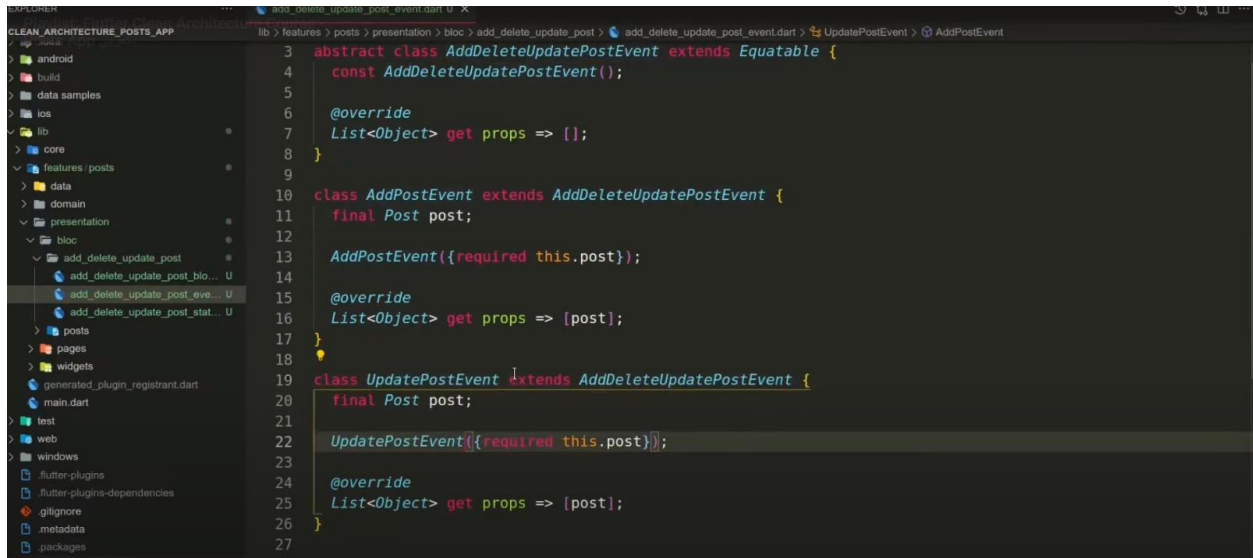 EXPLORER
CLEAN_ARCHITECTURE_POSTS_APP
.idea
android
build
data samples
ios
lib
core
features/posts
data
domain
presentation
bloc
add_delete_update_post
add_delete_update_post_blo... U
add_delete_update_post_eve... U
add_delete_update_post_stat... U
posts
pages
widgets
generated_plugin_registrant.dart
main.dart
test
web
windows
.flutter-plugins
.flutter-plugins-dependencies
.gitignore
.metadata
.packages
add_delete_update_post_event.dart U
lib > features > posts > presentation > bloc > add_delete_update_post > add_delete_update_post_event.dart > UpdatePostEvent > AddPostEvent
3 abstract class AddDeleteUpdatePostEvent extends Equatable {
4 const AddDeleteUpdatePostEvent();
5
6 @override
7 List<Object> get props => [];
8 }
9
10 class AddPostEvent extends AddDeleteUpdatePostEvent {
11 final Post post;
12
13 AddPostEvent({required this.post});
14
15 @override
16 List<Object> get props => [post];
17 }
18
19 class UpdatePostEvent extends AddDeleteUpdatePostEvent {
20 final Post post;
21
22 UpdatePostEvent({required this.post});
23
24 @override
25 List<Object> get props => [post];
26 }
27